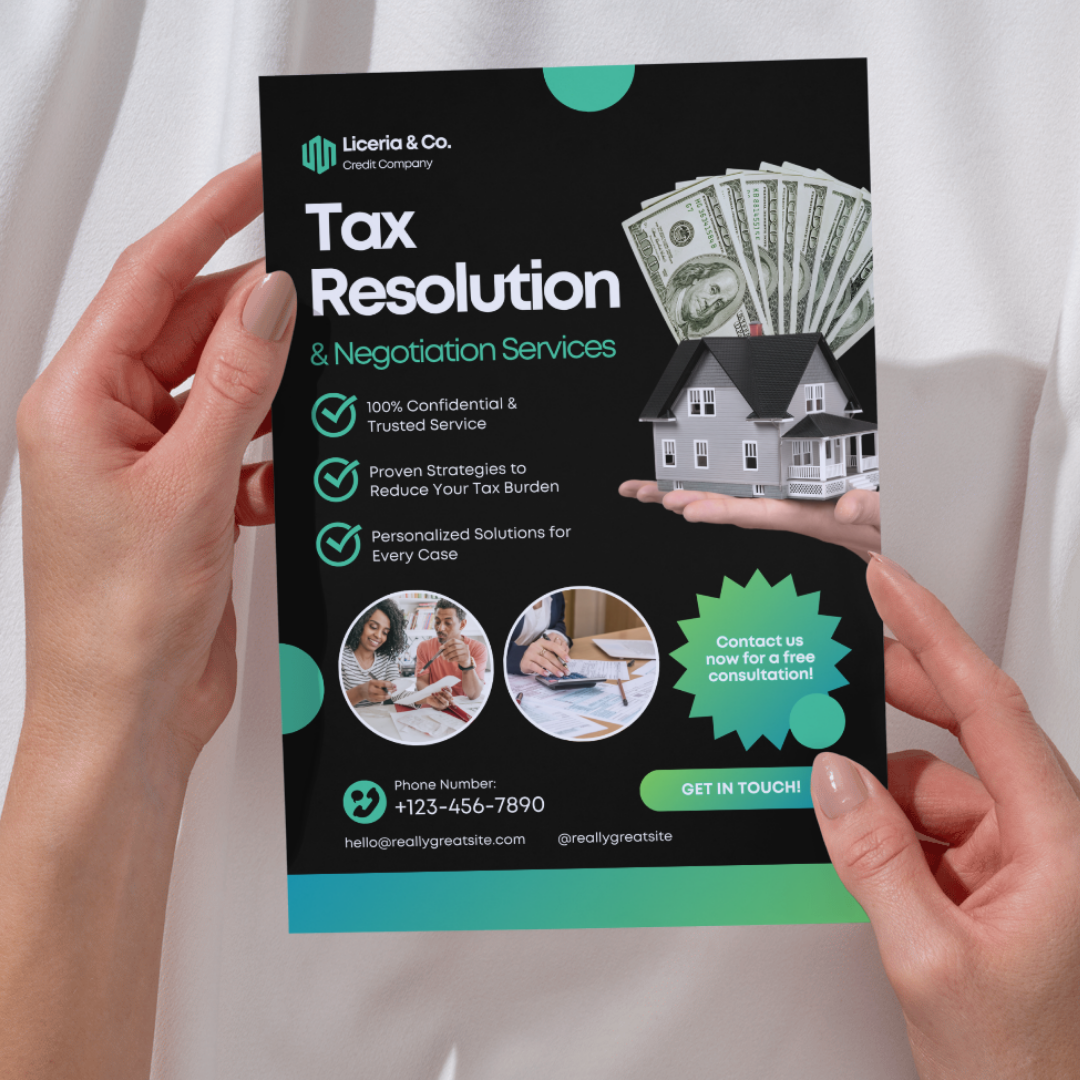 Liceria & Co.
Credit Company
Tax
Resolution
& Negotiation Services
100% Confidential &
Trusted Service
Proven Strategies to
Reduce Your Tax Burden
Personalized Solutions for
Every Case
Contact us
now for a free
consultation!
Phone Number:
+123-456-7890
GET IN TOUCH!
hello@reallygreatsite.com
@reallygreatsite